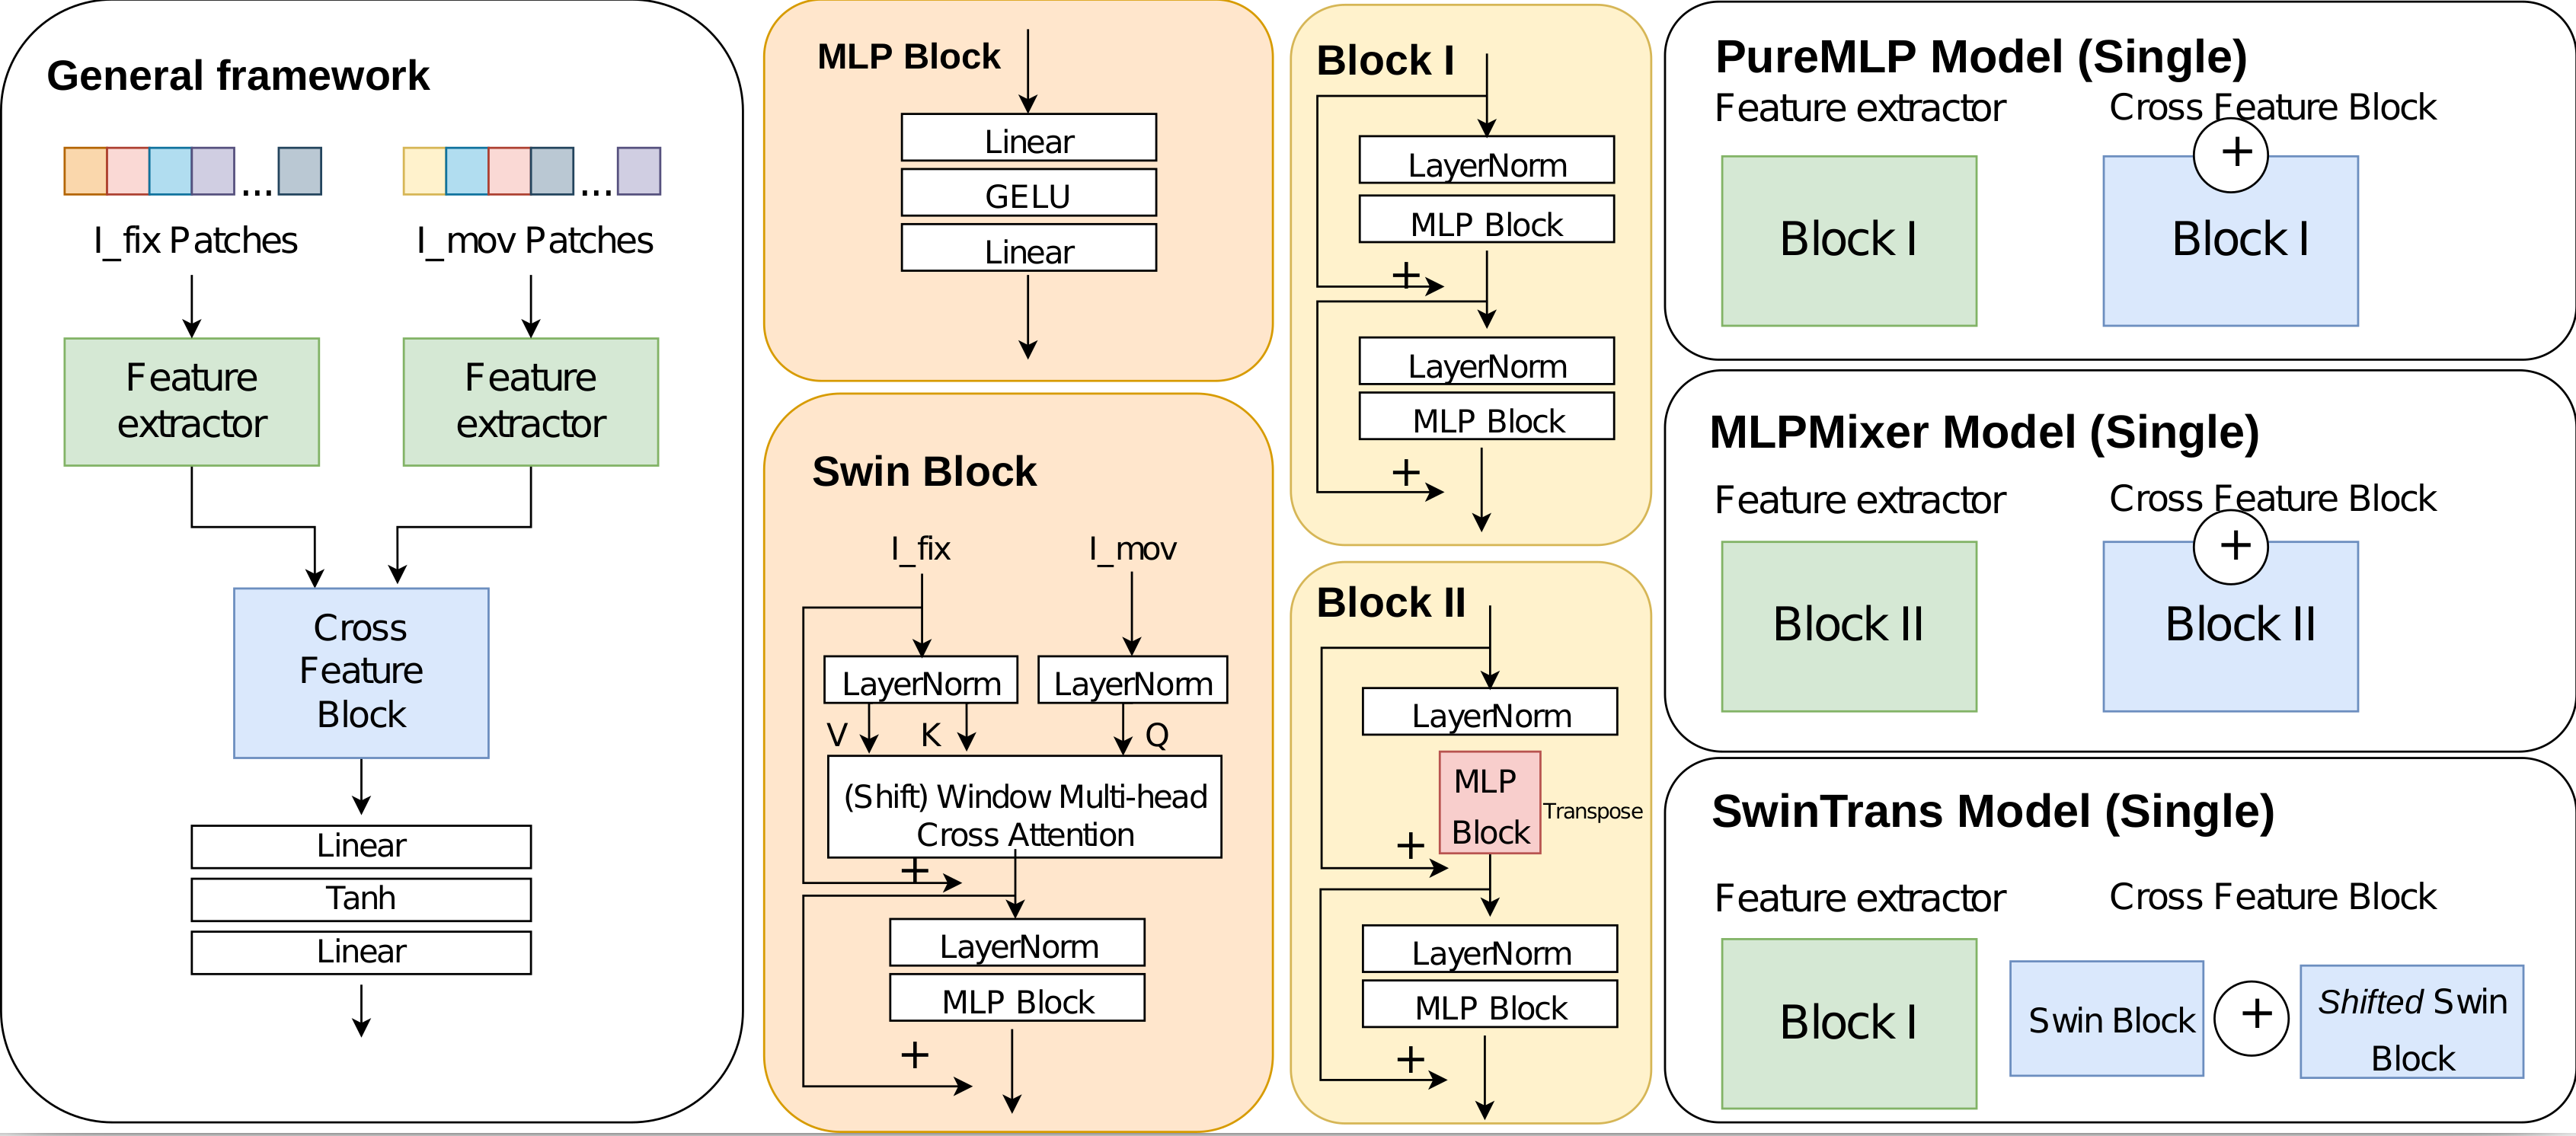 General framework
...
...
I_fix Patches
I_mov Patches
Feature
extractor
Feature
extractor
Cross
Feature
Block
Linear
Tanh
Linear
MLP Block
Linear
GELU
Linear
Swin Block
I_fix
I_mov
LayerNorm
LayerNorm
V
K
Q
(Shift) Window Multi-head
Cross Attention
+
LayerNorm
MLP Block
+
Block I
LayerNorm
MLP Block
+
LayerNorm
MLP Block
+
Block II
LayerNorm
MLP
Block
Transpose
+
LayerNorm
MLP Block
+
PureMLP Model (Single)
Feature extractor
Cross Feature Block
+
Block I
Block I
MLPMixer Model (Single)
Feature extractor
Cross Feature Block
+
Block II
Block II
SwinTrans Model (Single)
Feature extractor
Cross Feature Block
Block I
Swin Block
+
Shifted Swin
Block